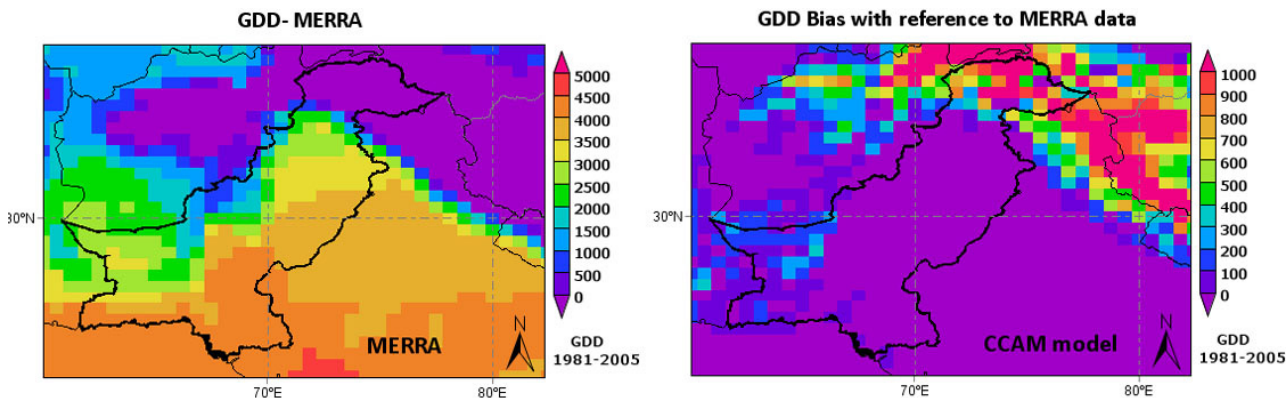 GDD- MERRA
5000
4500
4000
3500
3000
2500
2000
1500
1000
500
0
30°N
MERRA
N
GDD
1981-2005
70°E
80°E
GDD Bias with reference to MERRA data
1000
900
800
700
600
500
400
300
200
100
0
30°N
CCAM model
N
GDD
1981-2005
70°E
80°E